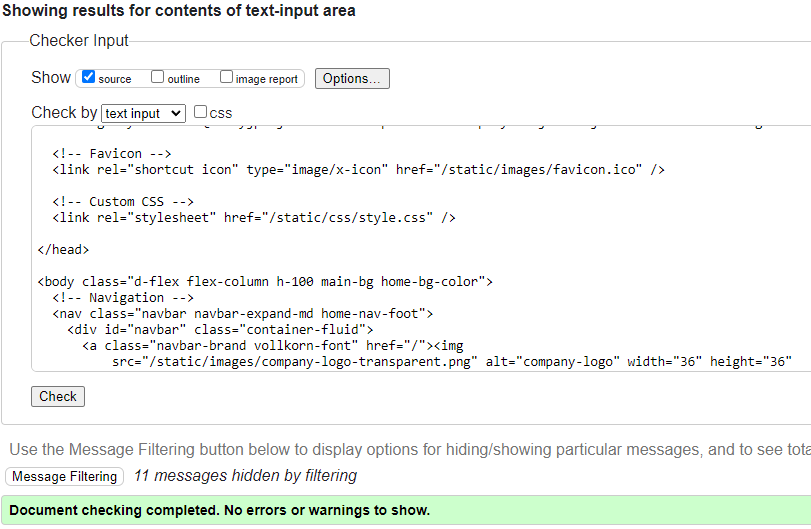 Showing results for contents of text-input area
Checker Input
Show source outline image report Options...
Check by text input css
<!-- Favicon -->
<link rel="shortcut icon" type="image/x-icon" href="/static/images/favicon.ico" />
<!-- Custom CSS -->
<link rel="stylesheet" href="/static/css/style.css" />
</head>
<body class="d-flex flex-column h-100 main-bg home-bg-color">
<!-- Navigation -->
<nav class="navbar navbar-expand-md home-nav-foot">
<div id="navbar" class="container-fluid">
<a class="navbar-brand vollkorn-font" href="/"><img
src="/static/images/company-logo-transparent.png" alt="company-logo" width="36" height="36"
Check
Use the Message Filtering button below to display options for hiding/showing particular messages, and to see
Message Filtering 11 messages hidden by filtering
Document checking completed. No errors or warnings to show.